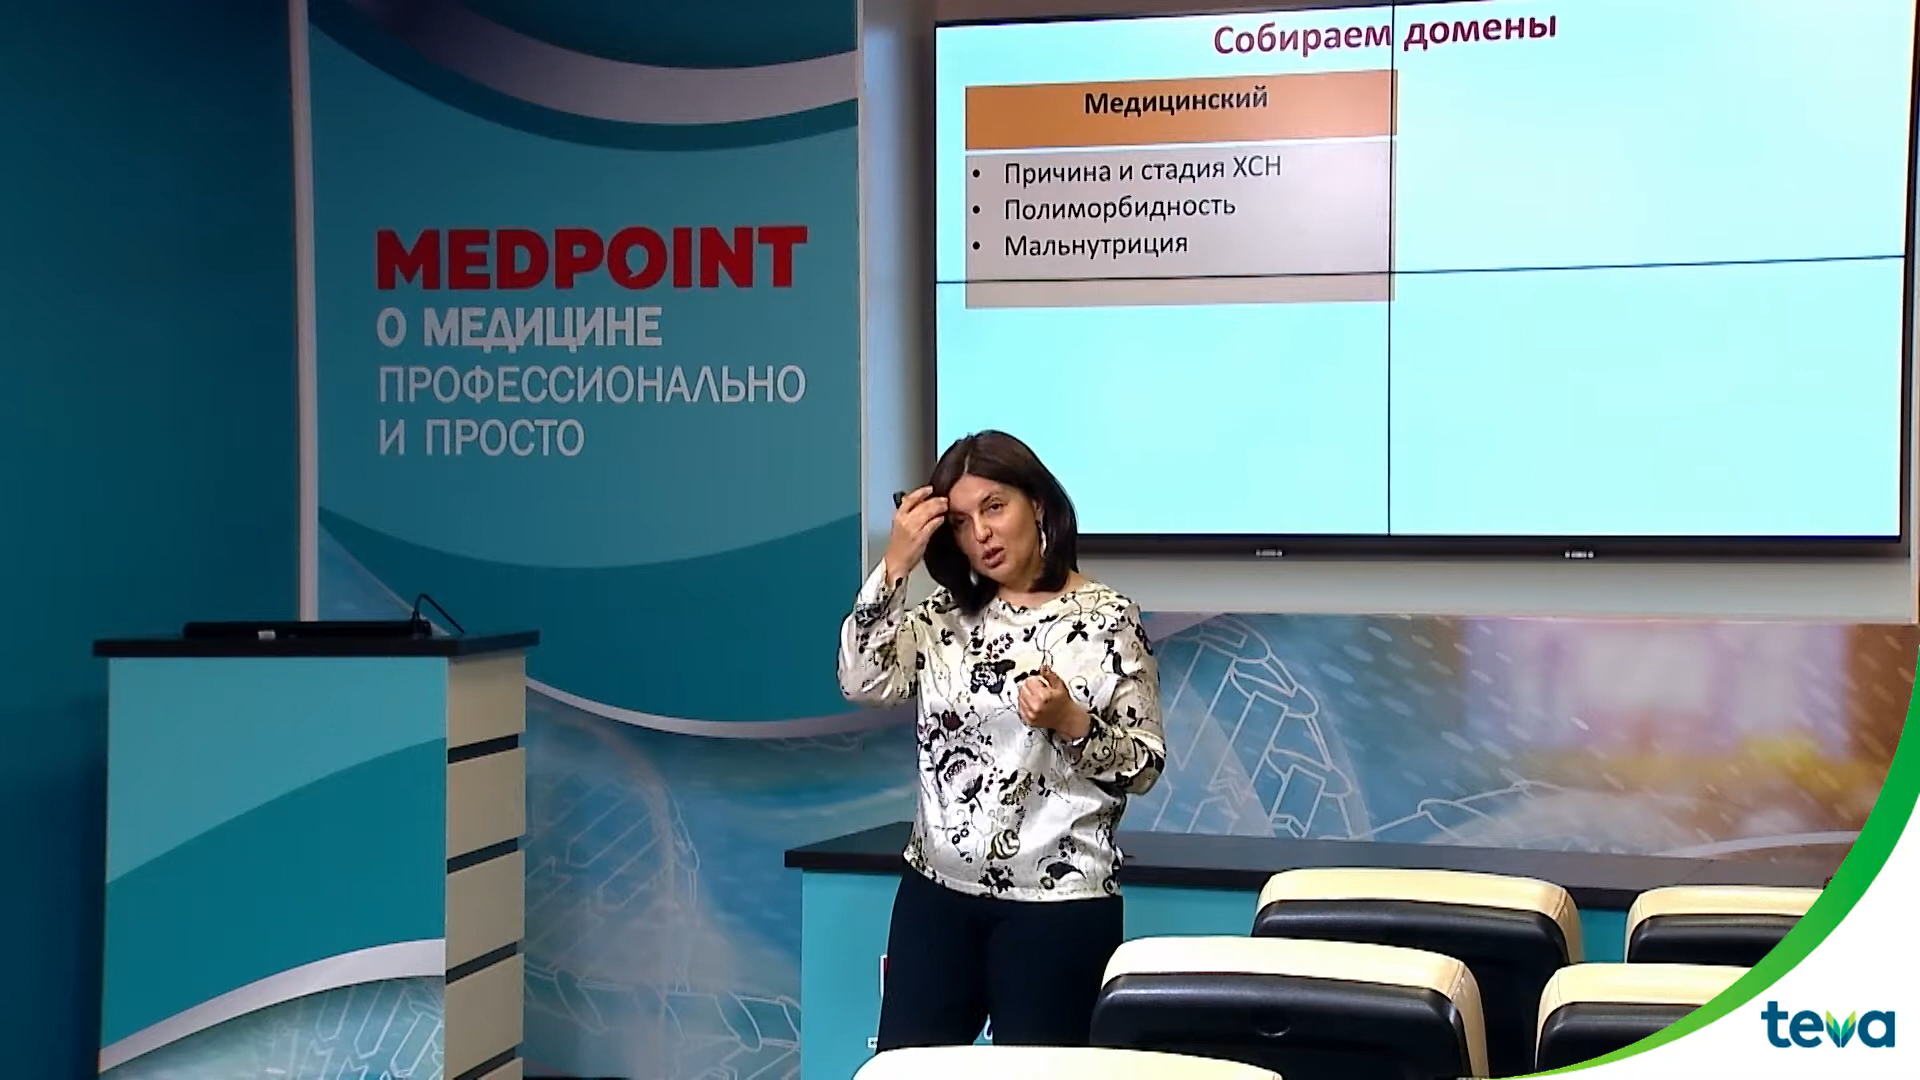 Собираем домены
Медицинский
• Причина и стадия ХСН
• Полиморбидность
• Мальнутриция
MEDPOINT
О МЕДИЦИНЕ
ПРОФЕССИОНАЛЬНО
И ПРОСТО
teva